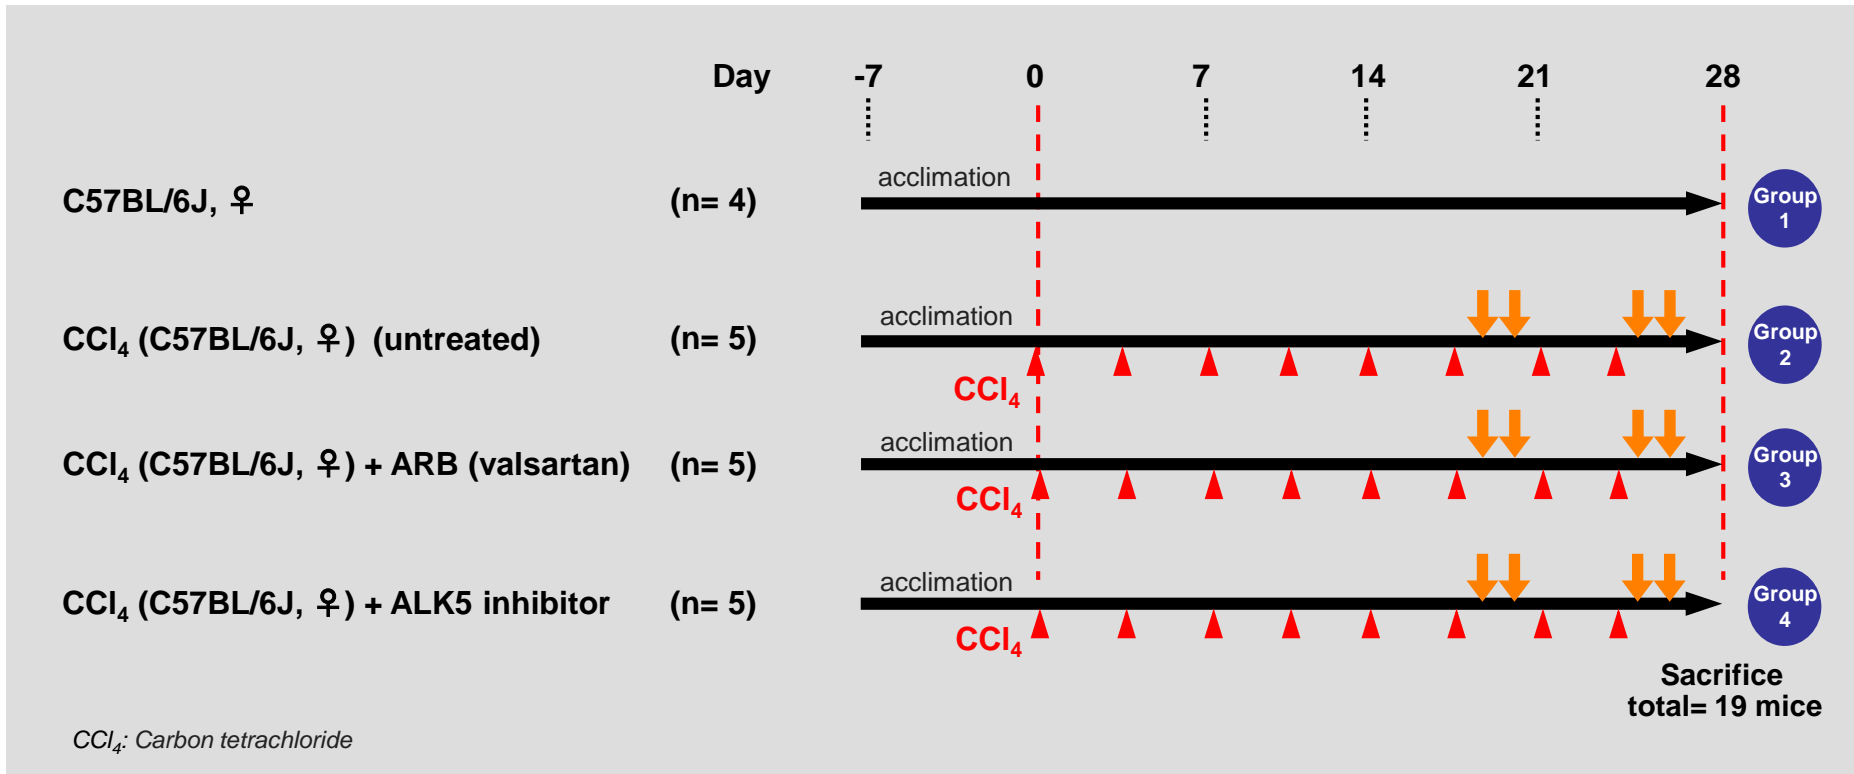 Day -7 0 7 14 21 28
acclimation
C57BL/6J, ♀ (n= 4)
Group
1
acclimation
CCl₄ (C57BL/6J, ♀) (untreated) (n= 5)
Group
2
CCl₄
acclimation
CCl₄ (C57BL/6J, ♀) + ARB (valsartan) (n= 5)
Group
3
CCl₄
acclimation
CCl₄ (C57BL/6J, ♀) + ALK5 inhibitor (n= 5)
Group
4
CCl₄
Sacrifice
total= 19 mice
CCl₄: Carbon tetrachloride